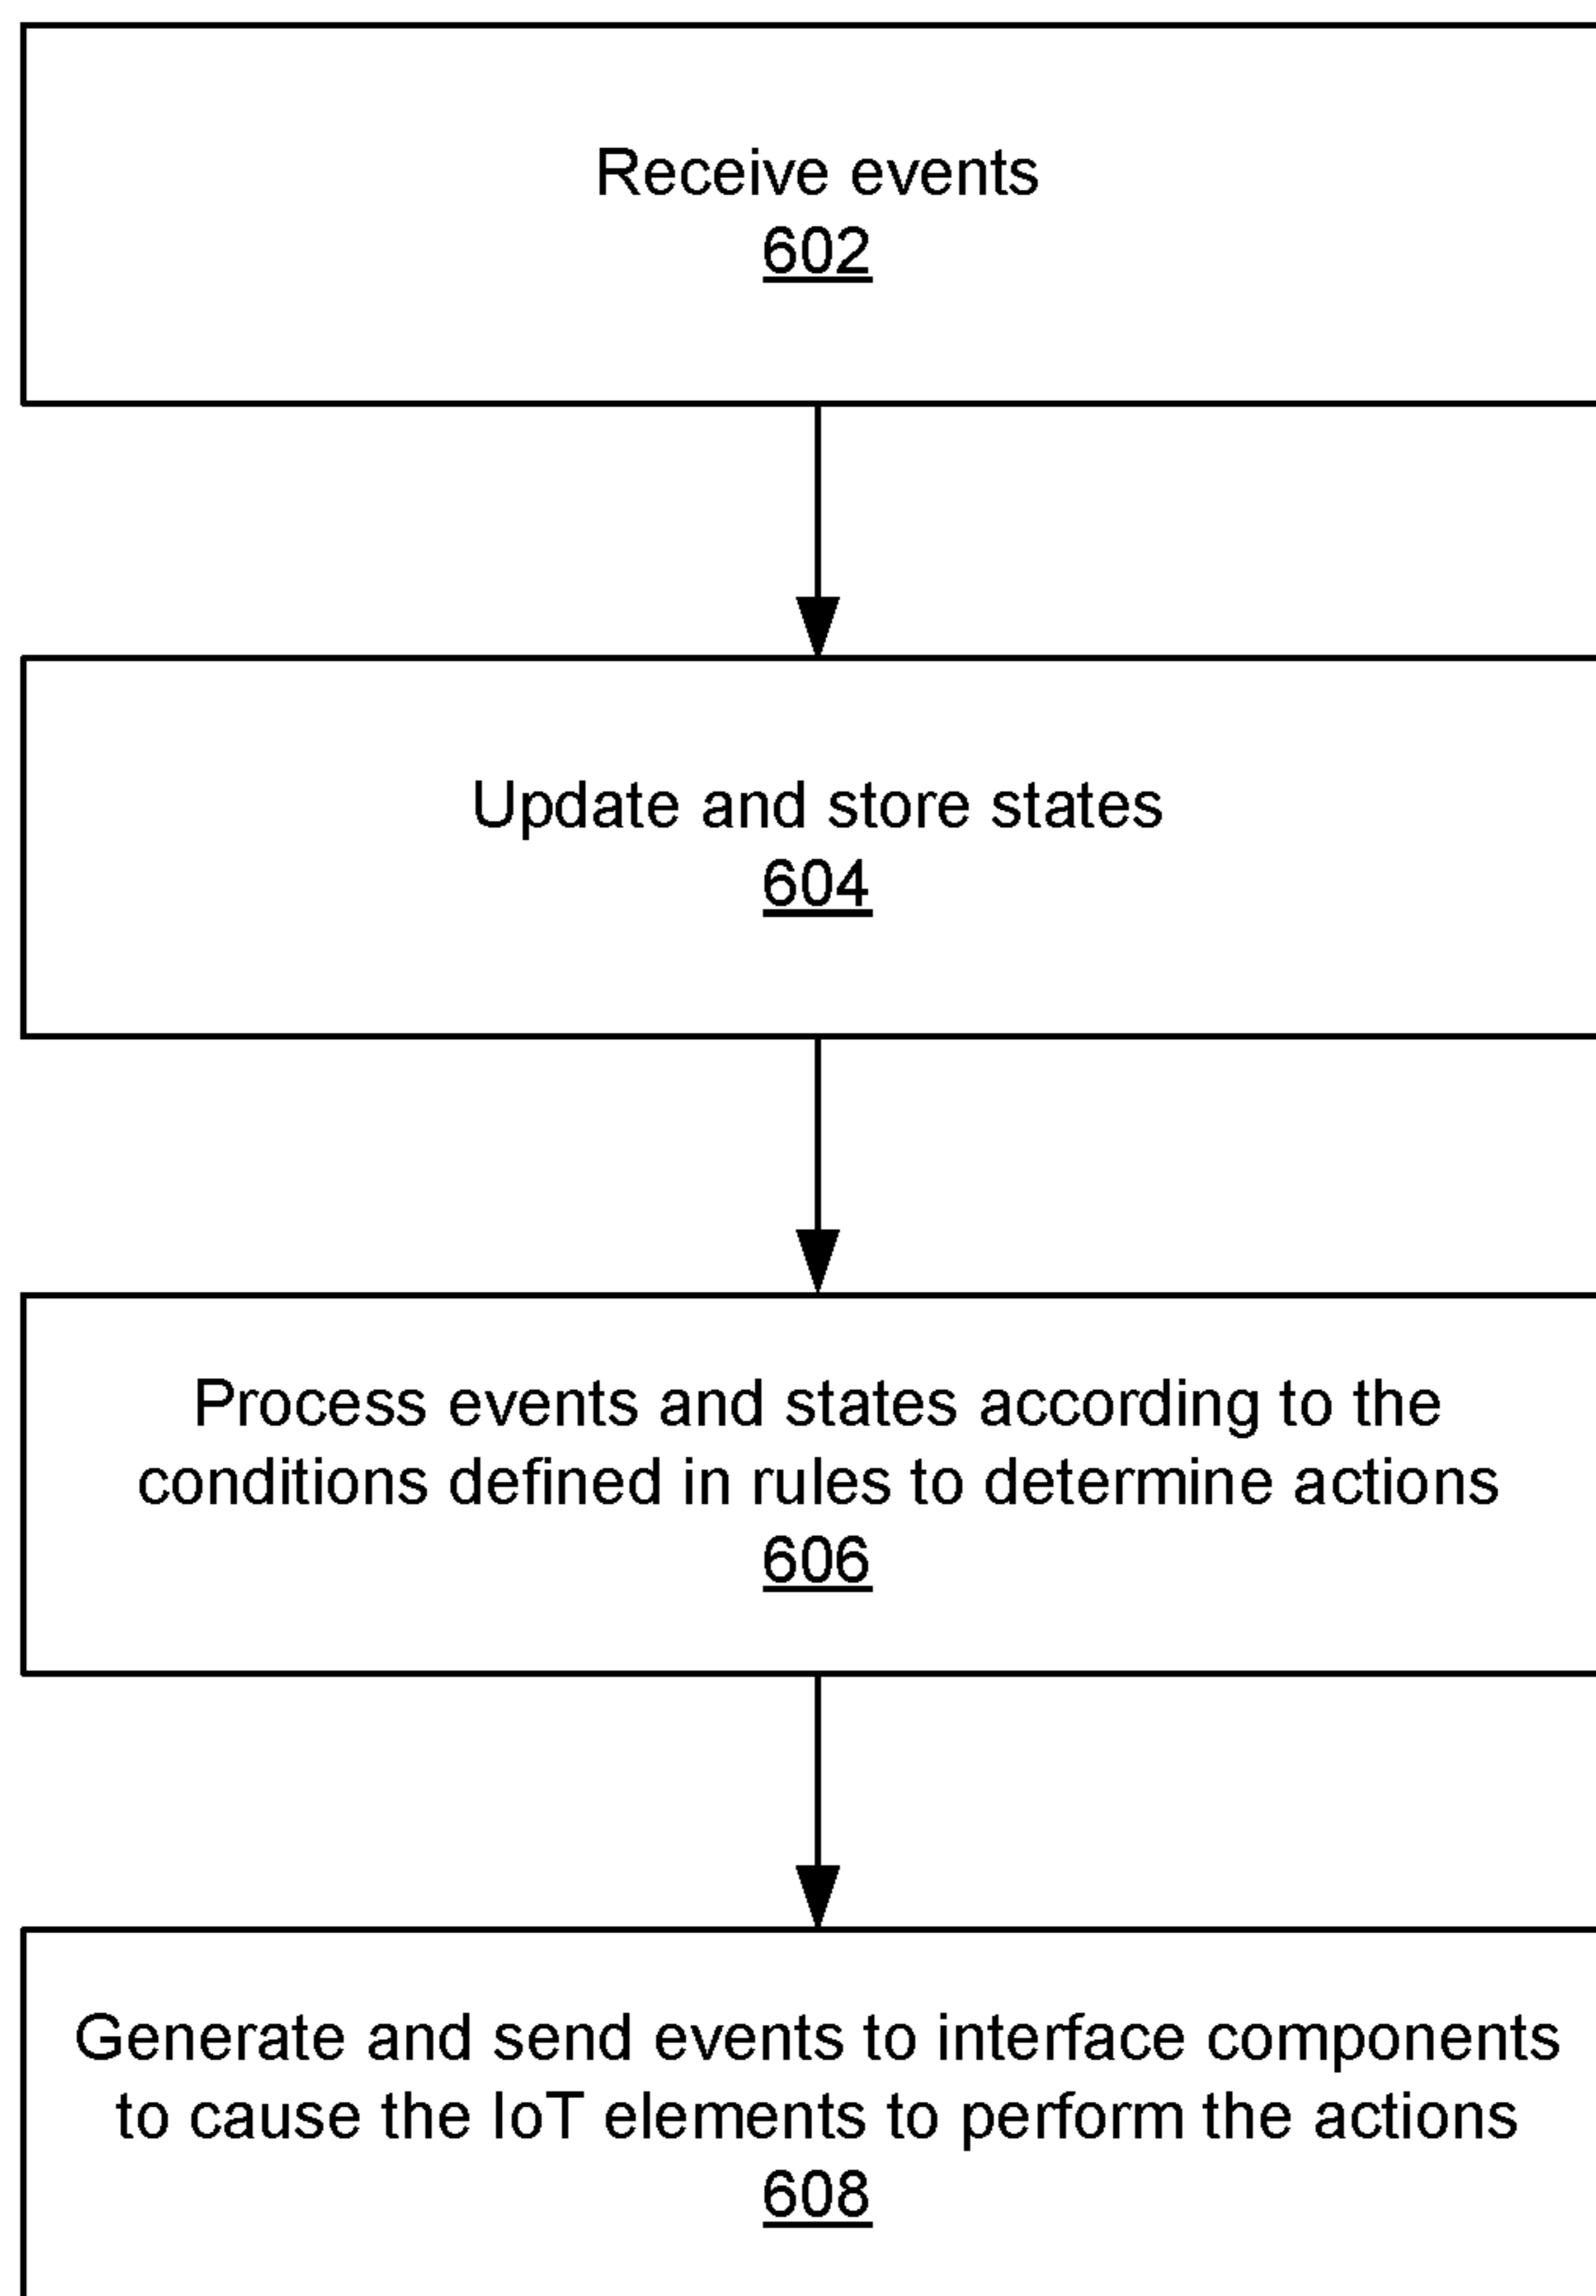 Receive events
602
Update and store states
604
Process events and states according to the
conditions defined in rules to determine actions
606
Generate and send events to interface components
to cause the IoT elements to perform the actions
608